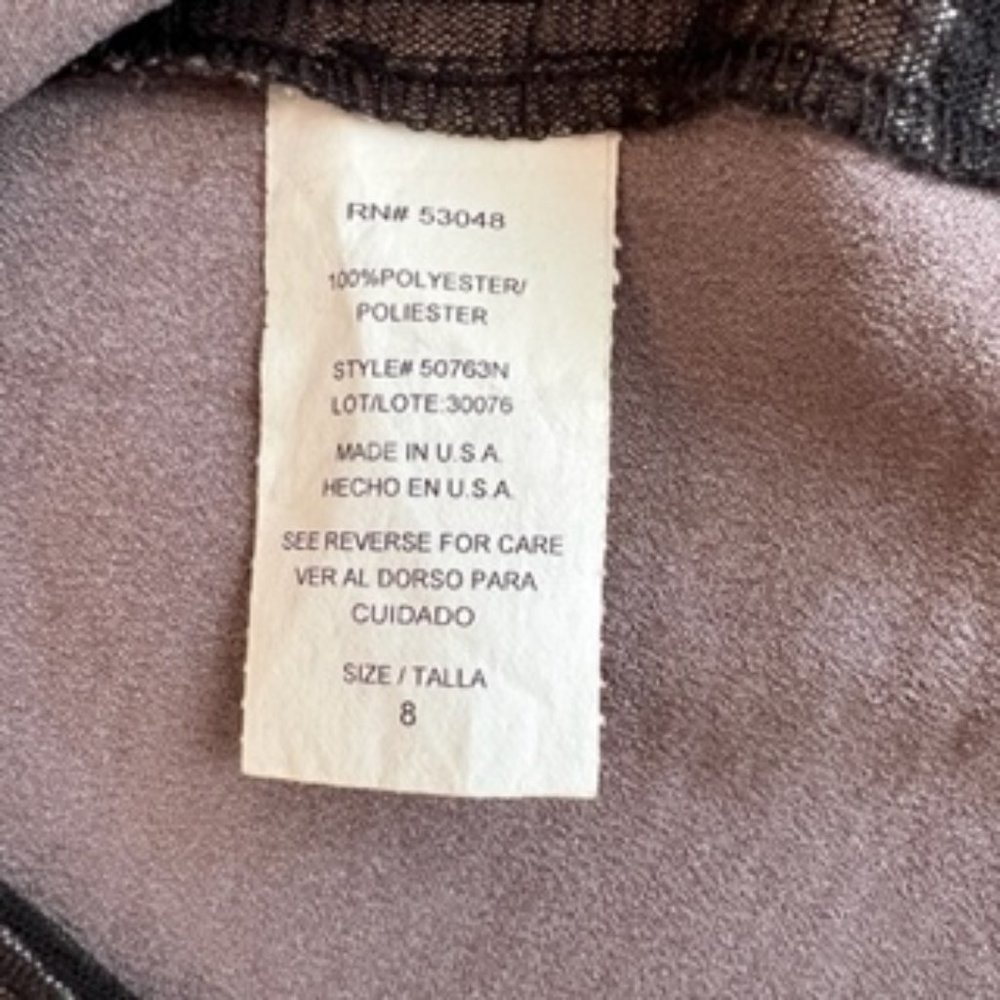 RN# 53048
100%POLYESTER/
POLIESTER
STYLE# 50763N
LOT/LOTE:30076
MADE IN U.S.A.
HECHO EN U.S.A.
SEE REVERSE FOR CARE
VER AL DORSO PARA
CUIDADO
SIZE / TALLA
8